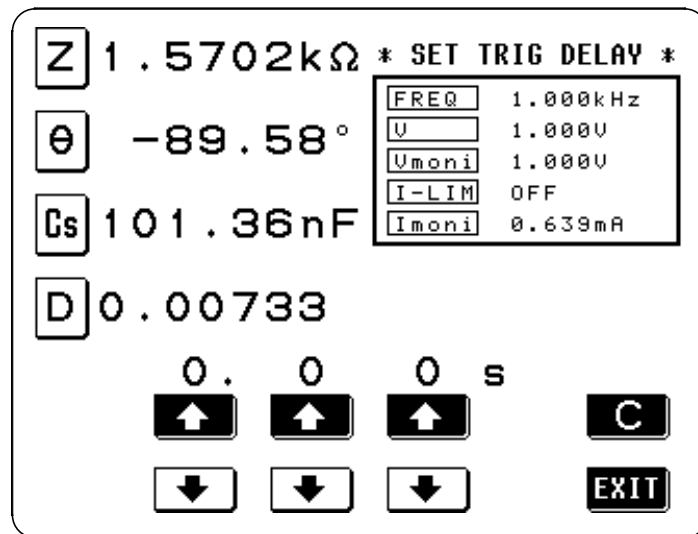 Z 1.5702kΩ
θ -89.58°
Cs 101.36nF
D 0.00733
* SET TRIG DELAY *
FREQ 1.000kHz
V 1.000V
Vmoni 1.000V
I-LIM OFF
Imoni 0.639mA
0. 0 0 s
C
EXIT